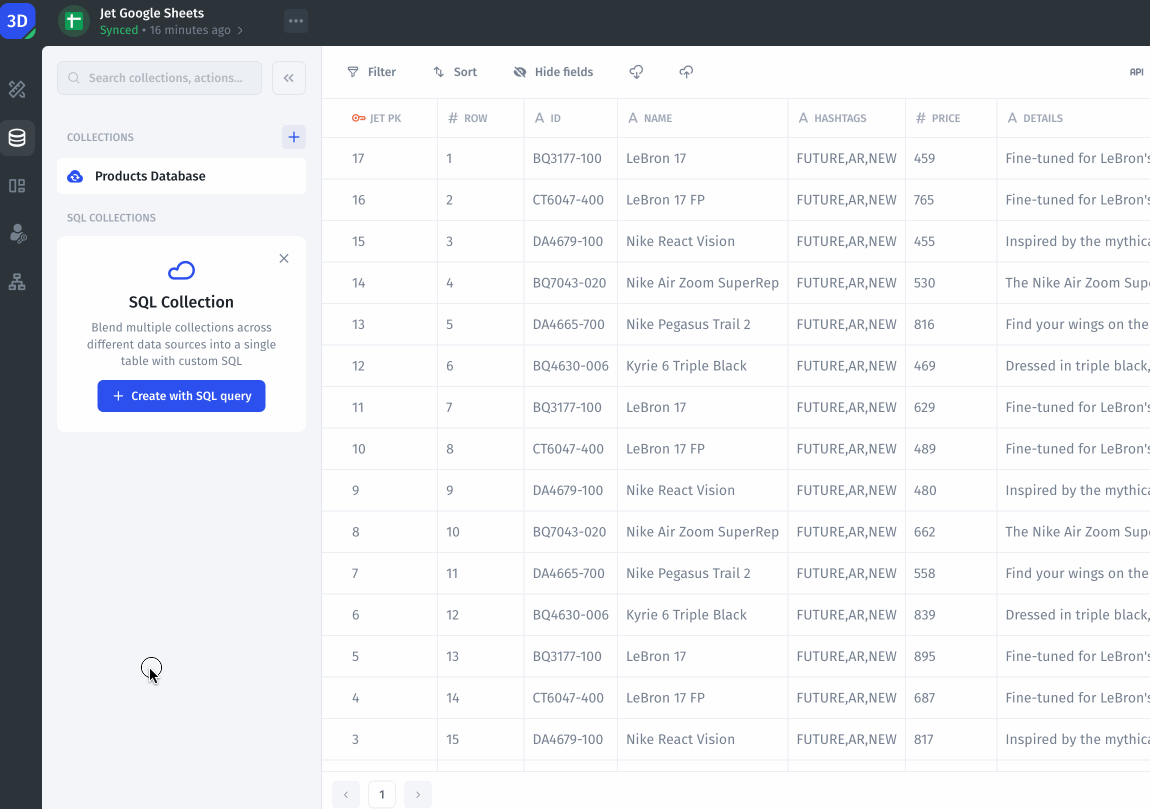 3D
Jet Google Sheets
Synced • 16 minutes ago
Search collections, actions...
COLLECTIONS
Products Database
SQL COLLECTIONS
SQL Collection
Blend multiple collections across
different data sources into a single
table with custom SQL
+ Create with SQL query
Filter Sort Hide fields API
JET PK # ROW A ID A NAME A HASHTAGS # PRICE A DETAILS
17 1 BQ3177-100 LeBron 17 FUTURE,AR,NEW 459 Fine-tuned for LeBron's
16 2 CT6047-400 LeBron 17 FP FUTURE,AR,NEW 765 Fine-tuned for LeBron's
15 3 DA4679-100 Nike React Vision FUTURE,AR,NEW 455 Inspired by the mythica
14 4 BQ7043-020 Nike Air Zoom SuperRep FUTURE,AR,NEW 530 The Nike Air Zoom Sup
13 5 DA4665-700 Nike Pegasus Trail 2 FUTURE,AR,NEW 816 Find your wings on the
12 6 BQ4630-006 Kyrie 6 Triple Black FUTURE,AR,NEW 469 Dressed in triple black,
11 7 BQ3177-100 LeBron 17 FUTURE,AR,NEW 629 Fine-tuned for LeBron's
10 8 CT6047-400 LeBron 17 FP FUTURE,AR,NEW 489 Fine-tuned for LeBron's
9 9 DA4679-100 Nike React Vision FUTURE,AR,NEW 480 Inspired by the mythica
8 10 BQ7043-020 Nike Air Zoom SuperRep FUTURE,AR,NEW 662 The Nike Air Zoom Sup
7 11 DA4665-700 Nike Pegasus Trail 2 FUTURE,AR,NEW 558 Find your wings on the
6 12 BQ4630-006 Kyrie 6 Triple Black FUTURE,AR,NEW 839 Dressed in triple black,
5 13 BQ3177-100 LeBron 17 FUTURE,AR,NEW 895 Fine-tuned for LeBron's
4 14 CT6047-400 LeBron 17 FP FUTURE,AR,NEW 687 Fine-tuned for LeBron's
3 15 DA4679-100 Nike React Vision FUTURE,AR,NEW 817 Inspired by the mythica
1